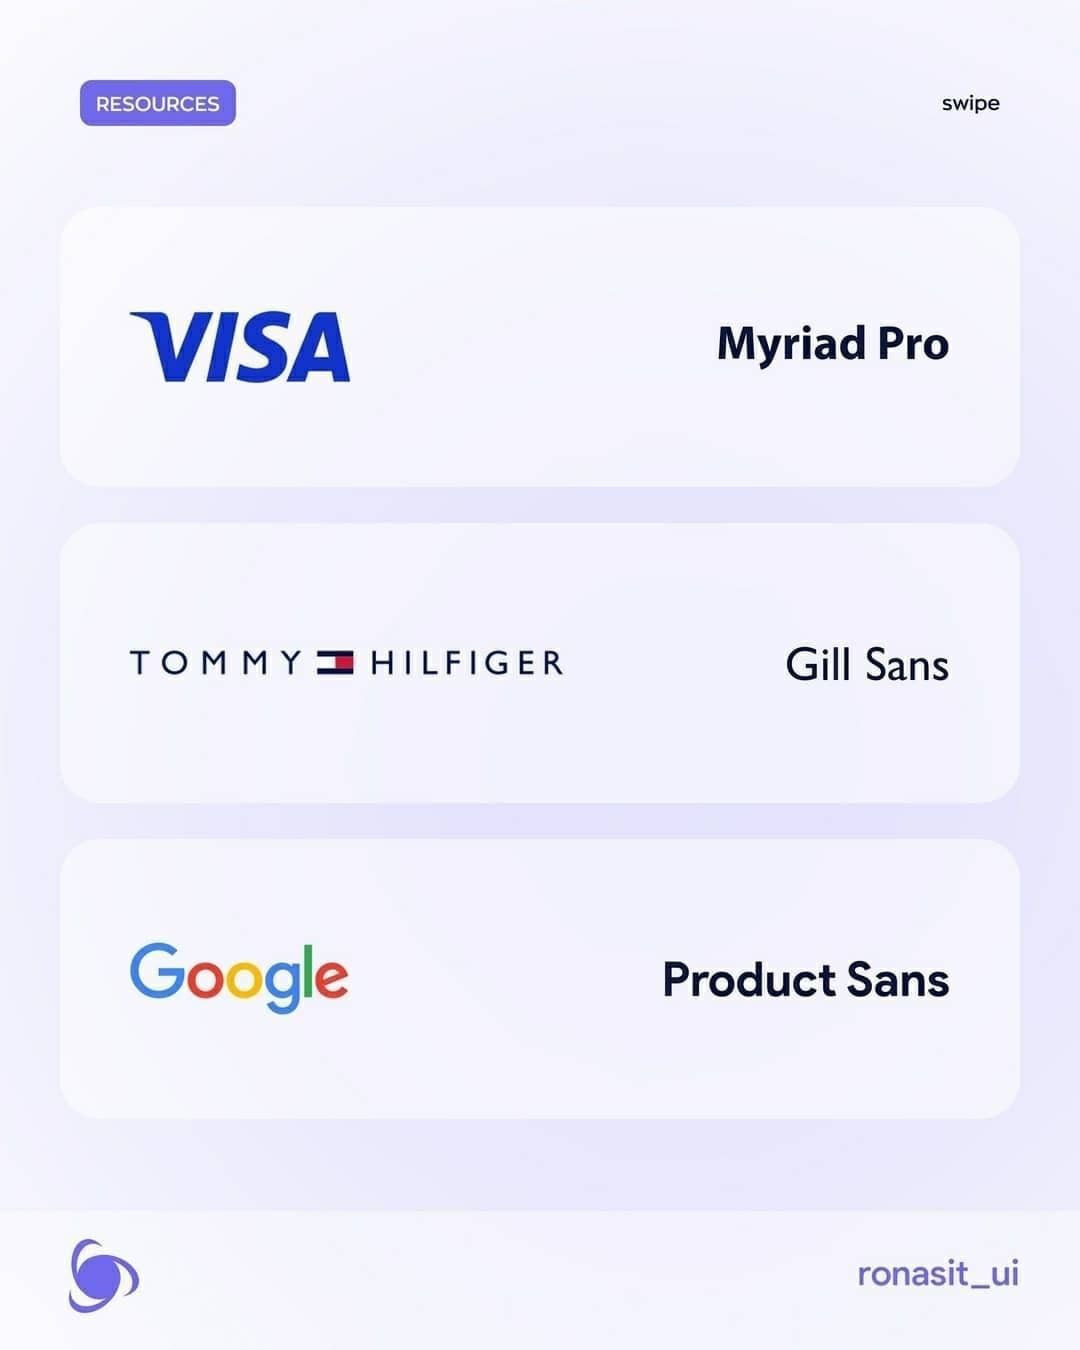 RESOURCES
swipe
VISA
Myriad Pro
TOMMY HILFIGER
Gill Sans
Google
Product Sans
ronasit_ui